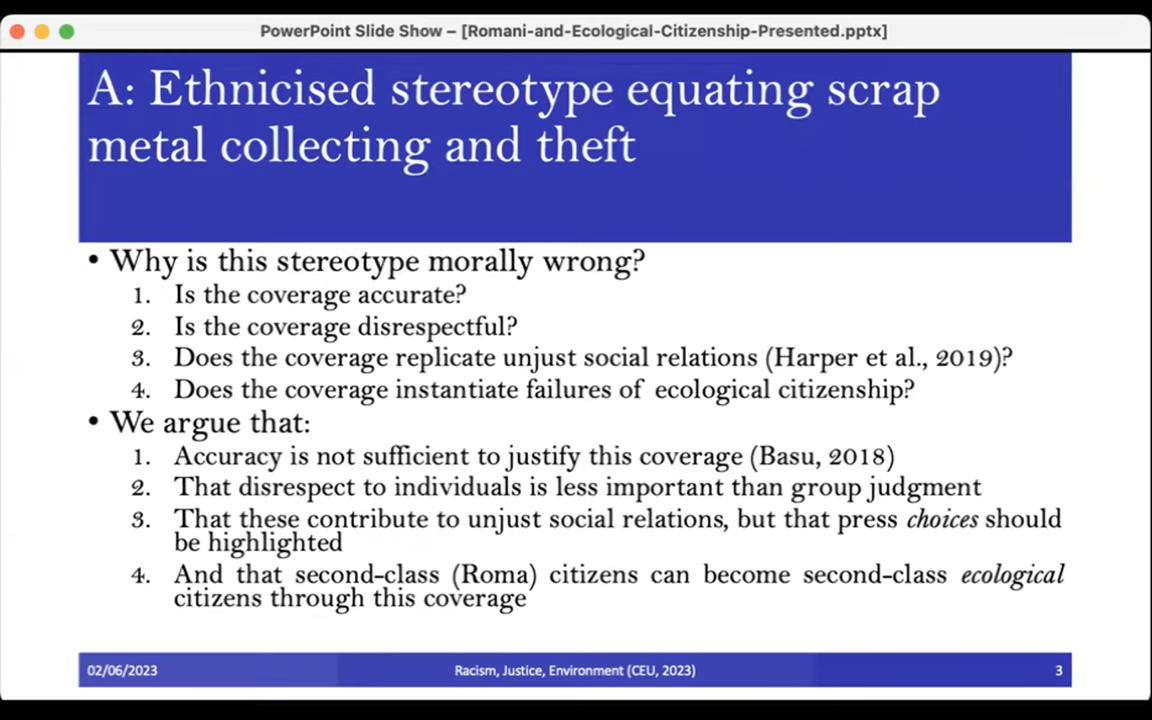 PowerPoint Slide Show – [Romani-and-Ecological-Citizenship-Presented.pptx]
A: Ethnicised stereotype equating scrap
metal collecting and theft
• Why is this stereotype morally wrong?
1. Is the coverage accurate?
2. Is the coverage disrespectful?
3. Does the coverage replicate unjust social relations (Harper et al., 2019)?
4. Does the coverage instantiate failures of ecological citizenship?
• We argue that:
1. Accuracy is not sufficient to justify this coverage (Basu, 2018)
2. That disrespect to individuals is less important than group judgment
3. That these contribute to unjust social relations, but that press choices should
be highlighted
4. And that second-class (Roma) citizens can become second-class ecological
citizens through this coverage
02/06/2023 Racism, Justice, Environment (CEU, 2023) 3